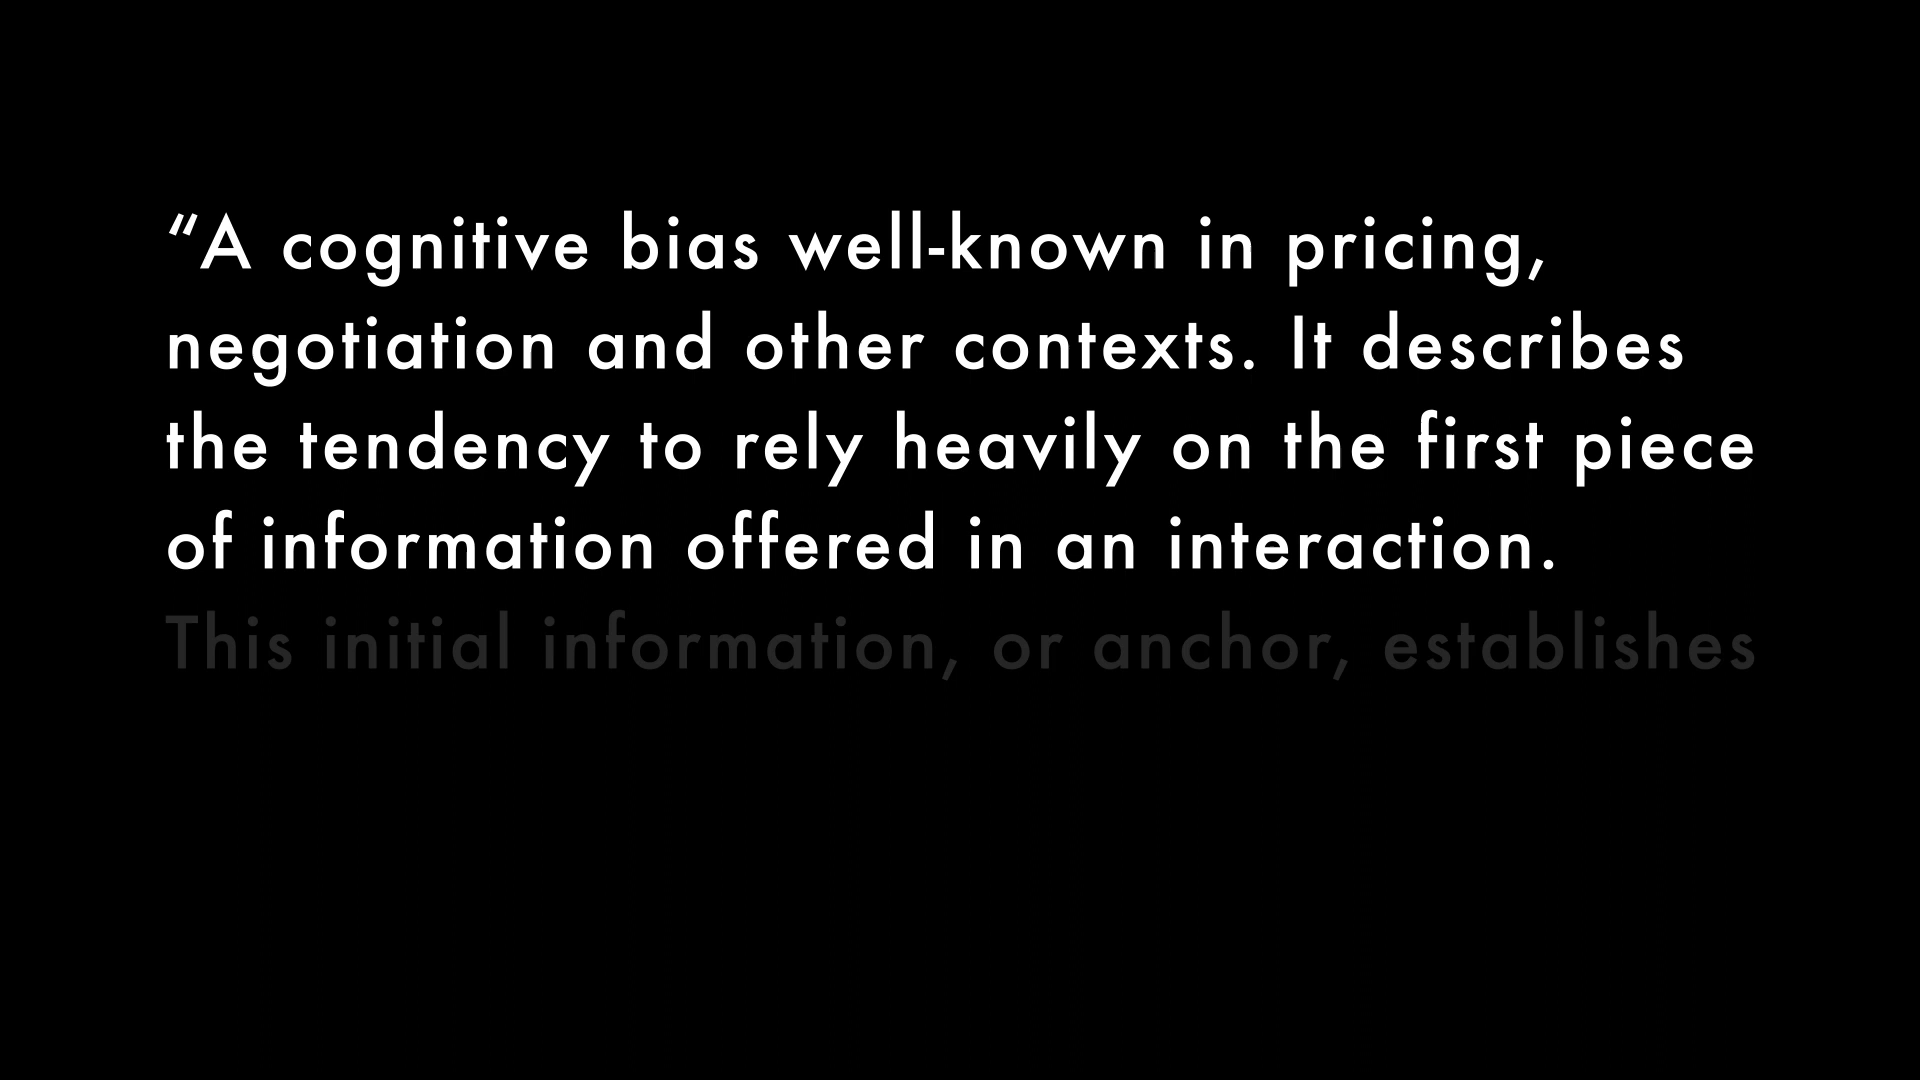 “A cognitive bias well-known in pricing,
negotiation and other contexts. It describes
the tendency to rely heavily on the first piece
of information offered in an interaction.
This initial information, or anchor, establishes